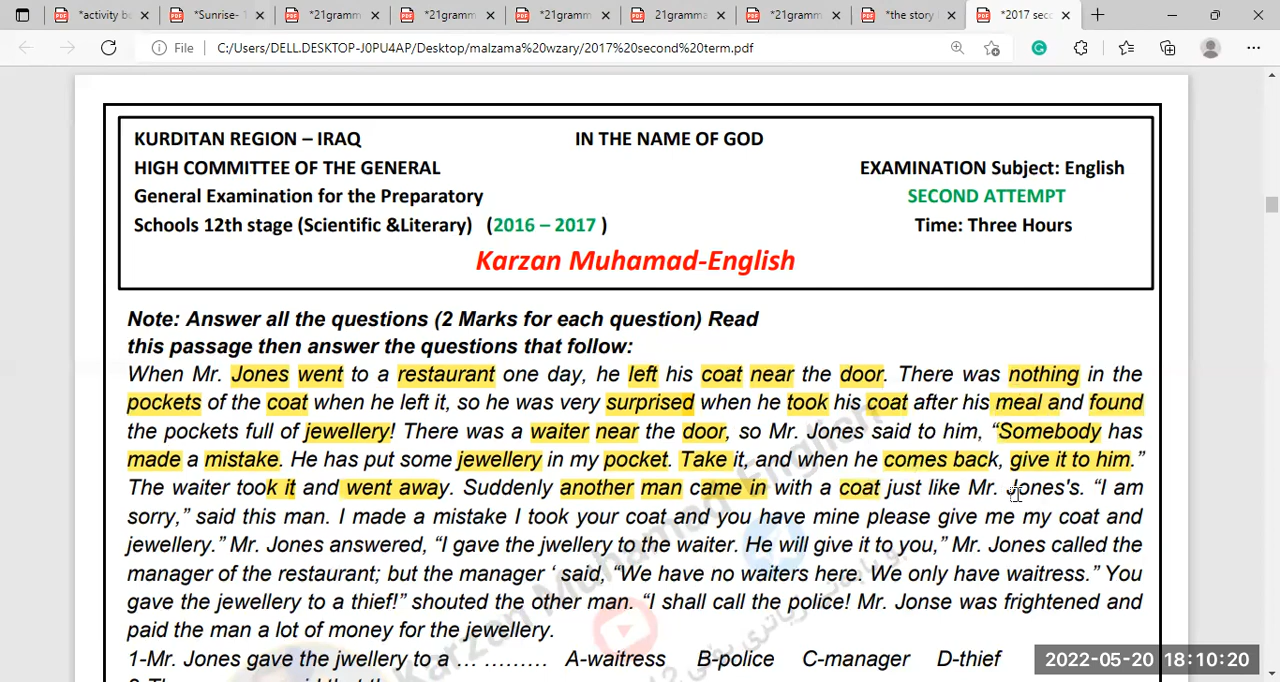 *activity b
*Sunrise-
*21gramm
*21gramm
*21gramm
21gramma
*21gramm
*the story
*2017 sec
File
C:/Users/DELL.DESKTOP-J0PU4AP/Desktop/malzama%20wzary/2017%20second%20term.pdf
KURDITAN REGION – IRAQ IN THE NAME OF GOD
HIGH COMMITTEE OF THE GENERAL EXAMINATION Subject: English
General Examination for the Preparatory SECOND ATTEMPT
Schools 12th stage (Scientific &Literary) (2016 – 2017 ) Time: Three Hours
Karzan Muhamad-English
Note: Answer all the questions (2 Marks for each question) Read
this passage then answer the questions that follow:
When Mr. Jones went to a restaurant one day, he left his coat near the door. There was nothing in the
pockets of the coat when he left it, so he was very surprised when he took his coat after his meal and found
the pockets full of jewellery! There was a waiter near the door, so Mr. Jones said to him, “Somebody has
made a mistake. He has put some jewellery in my pocket. Take it, and when he comes back, give it to him.”
The waiter took it and went away. Suddenly another man came in with a coat just like Mr. Jones's. “I am
sorry,” said this man. I made a mistake I took your coat and you have mine please give me my coat and
jewellery.” Mr. Jones answered, “I gave the jwellery to the waiter. He will give it to you,” Mr. Jones called the
manager of the restaurant; but the manager ‘ said, “We have no waiters here. We only have waitress.” You
gave the jewellery to a thief!” shouted the other man. “I shall call the police! Mr. Jonse was frightened and
paid the man a lot of money for the jewellery.
1-Mr. Jones gave the jwellery to a … ……… A-waitress B-police C-manager D-thief
Karzan Muhamad English
2022-05-20 18:10:20